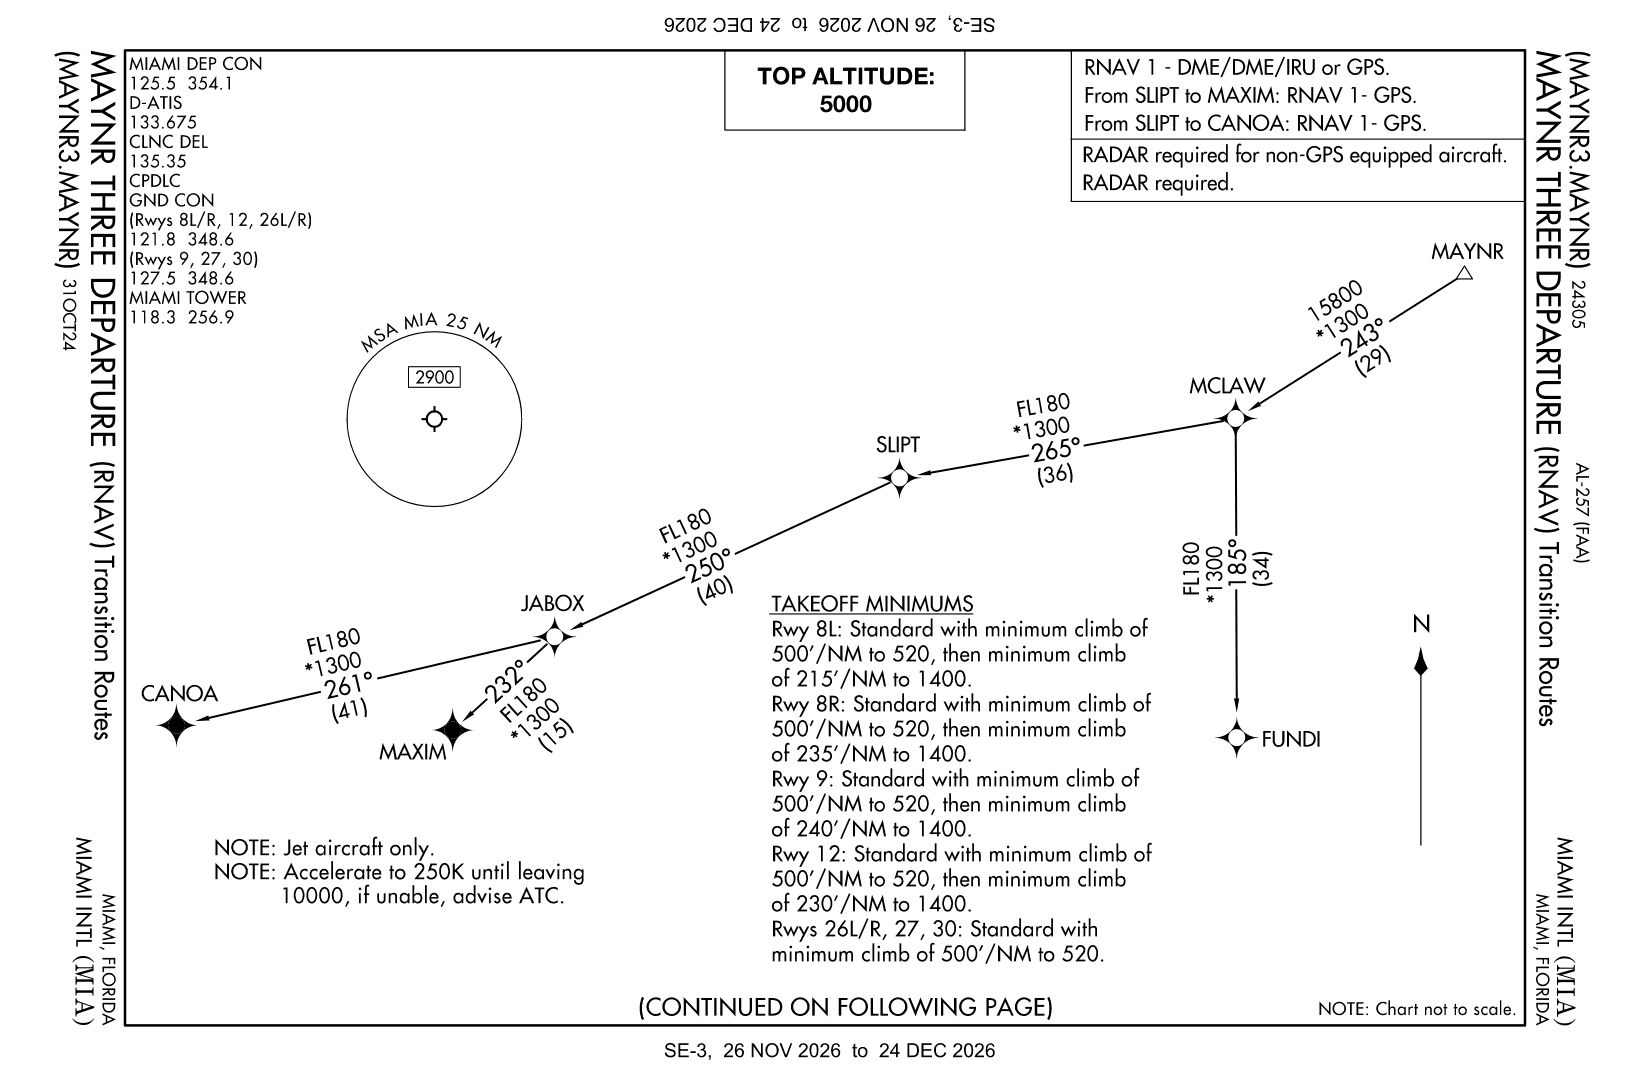 SE-3, 26 NOV 2026 to 24 DEC 2026
(MAYNR3.MAYNR) 31OCT24
MAYNR THREE DEPARTURE (RNAV) Transition Routes
MIAMI INTL (MIA)
MIAMI, FLORIDA
MIAMI DEP CON
125.5 354.1
D-ATIS
133.675
CLNC DEL
135.35
CPDLC
GND CON
(Rwys 8L/R, 12, 26L/R)
121.8 348.6
(Rwys 9, 27, 30)
127.5 348.6
MIAMI TOWER
118.3 256.9
TOP ALTITUDE:
5000
RNAV 1 - DME/DME/IRU or GPS.
From SLIPT to MAXIM: RNAV 1- GPS.
From SLIPT to CANOA: RNAV 1- GPS.
RADAR required for non-GPS equipped aircraft.
RADAR required.
MSA MIA 25 NM
2900
MAYNR
15800
*1300
243°
(29)
MCLAW
FL180
*1300
265°
(36)
SLIPT
FL180
*1300
185°
(34)
FUNDI
FL180
*1300
250°
(40)
JABOX
FL180
*1300
261°
(41)
CANOA
232°
FL180
*1300
(15)
MAXIM
N
TAKEOFF MINIMUMS
Rwy 8L: Standard with minimum climb of
500'/NM to 520, then minimum climb
of 215'/NM to 1400.
Rwy 8R: Standard with minimum climb of
500'/NM to 520, then minimum climb
of 235'/NM to 1400.
Rwy 9: Standard with minimum climb of
500'/NM to 520, then minimum climb
of 240'/NM to 1400.
Rwy 12: Standard with minimum climb of
500'/NM to 520, then minimum climb
of 230'/NM to 1400.
Rwys 26L/R, 27, 30: Standard with
minimum climb of 500'/NM to 520.
NOTE: Jet aircraft only.
NOTE: Accelerate to 250K until leaving
10000, if unable, advise ATC.
(CONTINUED ON FOLLOWING PAGE)
NOTE: Chart not to scale.
(MAYNR3.MAYNR) 24305
MAYNR THREE DEPARTURE (RNAV) Transition Routes
AL-257 (FAA)
MIAMI INTL (MIA)
MIAMI, FLORIDA
SE-3, 26 NOV 2026 to 24 DEC 2026